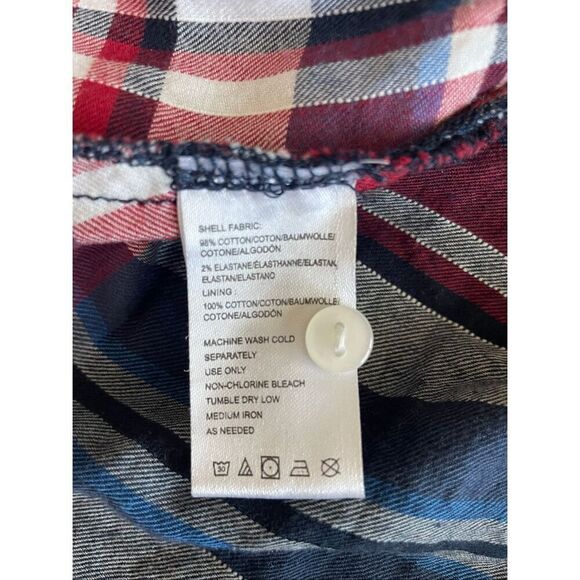 SHELL FABRIC:
98% COTTON/COTON/BAUMWOLLE/
COTONE/ALGODÓN
2% ELASTANE/ÉLASTHANNE/ELASTAN,
ELASTAN/ELASTANO
LINING :
100% COTTON/COTON/BAUMWOLLE/
COTONE/ALGODÓN
MACHINE WASH COLD
SEPARATELY
USE ONLY
NON-CHLORINE BLEACH
TUMBLE DRY LOW
MEDIUM IRON
AS NEEDED
30